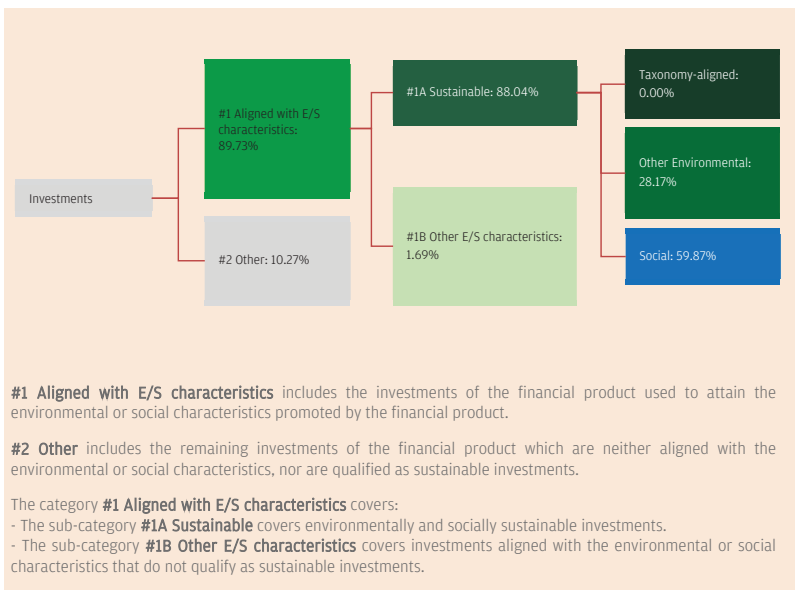 Investments
#1 Aligned with E/S
characteristics:
89.73%
#2 Other: 10.27%
#1A Sustainable: 88.04%
#1B Other E/S characteristics:
1.69%
Taxonomy-aligned:
0.00%
Other Environmental:
28.17%
Social: 59.87%
#1 Aligned with E/S characteristics includes the investments of the financial product used to attain the
environmental or social characteristics promoted by the financial product.
#2 Other includes the remaining investments of the financial product which are neither aligned with the
environmental or social characteristics, nor are qualified as sustainable investments.
The category #1 Aligned with E/S characteristics covers:
- The sub-category #1A Sustainable covers environmentally and socially sustainable investments.
- The sub-category #1B Other E/S characteristics covers investments aligned with the environmental or social
characteristics that do not qualify as sustainable investments.